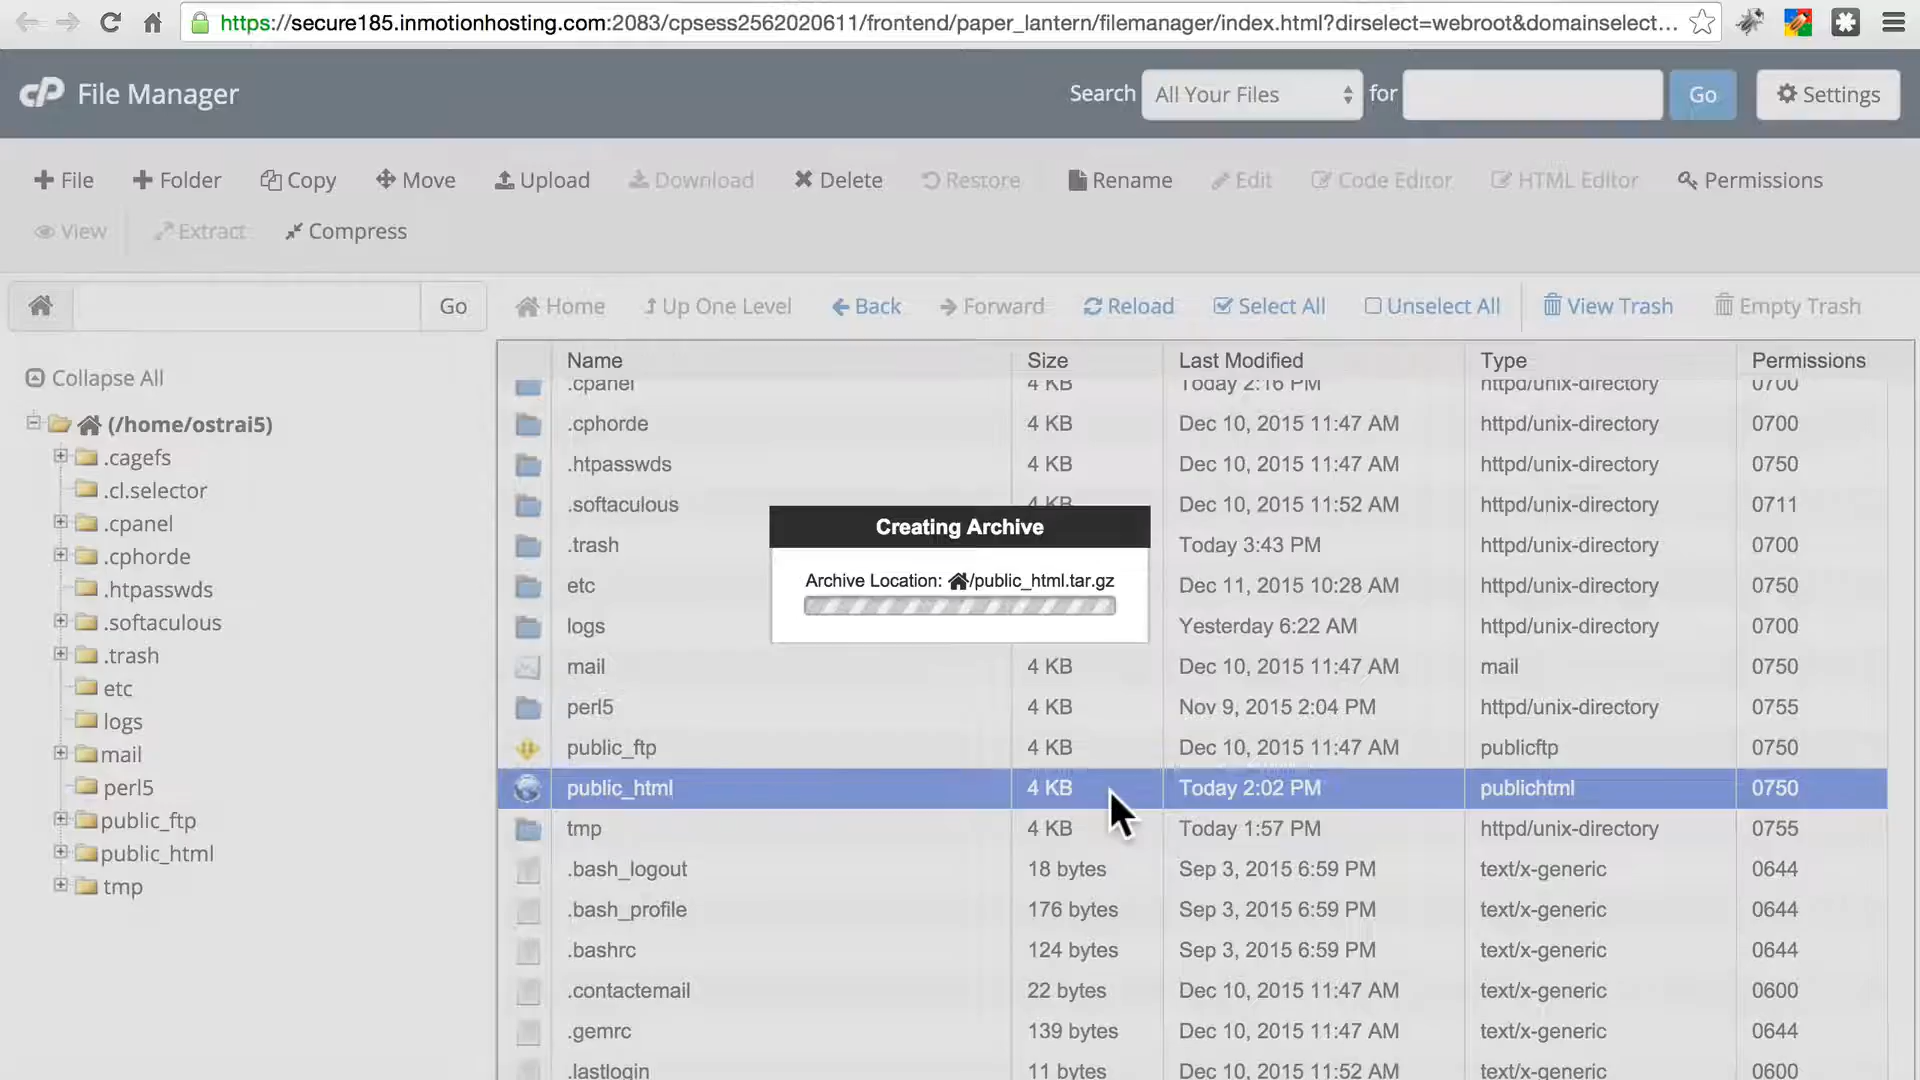 https://secure185.inmotionhosting.com:2083/cpsess2562020611/frontend/paper_lantern/filemanager/index.html?dirselect=webroot&domainselect...
cP File Manager
Search All Your Files for Go Settings
File Folder Copy Move Upload Download Delete Restore Rename Edit Code Editor HTML Editor Permissions
View Extract Compress
Go Home Up One Level Back Forward Reload Select All Unselect All View Trash Empty Trash
Collapse All
(/home/ostrai5)
.cagefs
.cl.selector
.cpanel
.cphorde
.htpasswds
.softaculous
.trash
etc
logs
mail
perl5
public_ftp
public_html
tmp
Name Size Last Modified Type Permissions
.cpanel 4 KB Today 2:16 PM httpd/unix-directory 0700
.cphorde 4 KB Dec 10, 2015 11:47 AM httpd/unix-directory 0700
.htpasswds 4 KB Dec 10, 2015 11:47 AM httpd/unix-directory 0750
.softaculous 4 KB Dec 10, 2015 11:52 AM httpd/unix-directory 0711
.trash Today 3:43 PM httpd/unix-directory 0700
etc Dec 11, 2015 10:28 AM httpd/unix-directory 0750
logs Yesterday 6:22 AM httpd/unix-directory 0700
mail 4 KB Dec 10, 2015 11:47 AM mail 0750
perl5 4 KB Nov 9, 2015 2:04 PM httpd/unix-directory 0755
public_ftp 4 KB Dec 10, 2015 11:47 AM publicftp 0750
public_html 4 KB Today 2:02 PM publichtml 0750
tmp 4 KB Today 1:57 PM httpd/unix-directory 0755
.bash_logout 18 bytes Sep 3, 2015 6:59 PM text/x-generic 0644
.bash_profile 176 bytes Sep 3, 2015 6:59 PM text/x-generic 0644
.bashrc 124 bytes Sep 3, 2015 6:59 PM text/x-generic 0644
.contactemail 22 bytes Dec 10, 2015 11:47 AM text/x-generic 0600
.gemrc 139 bytes Dec 10, 2015 11:47 AM text/x-generic 0644
.lastlogin 11 bytes Dec 10, 2015 11:52 AM text/x-generic 0600
Creating Archive
Archive Location: /public_html.tar.gz